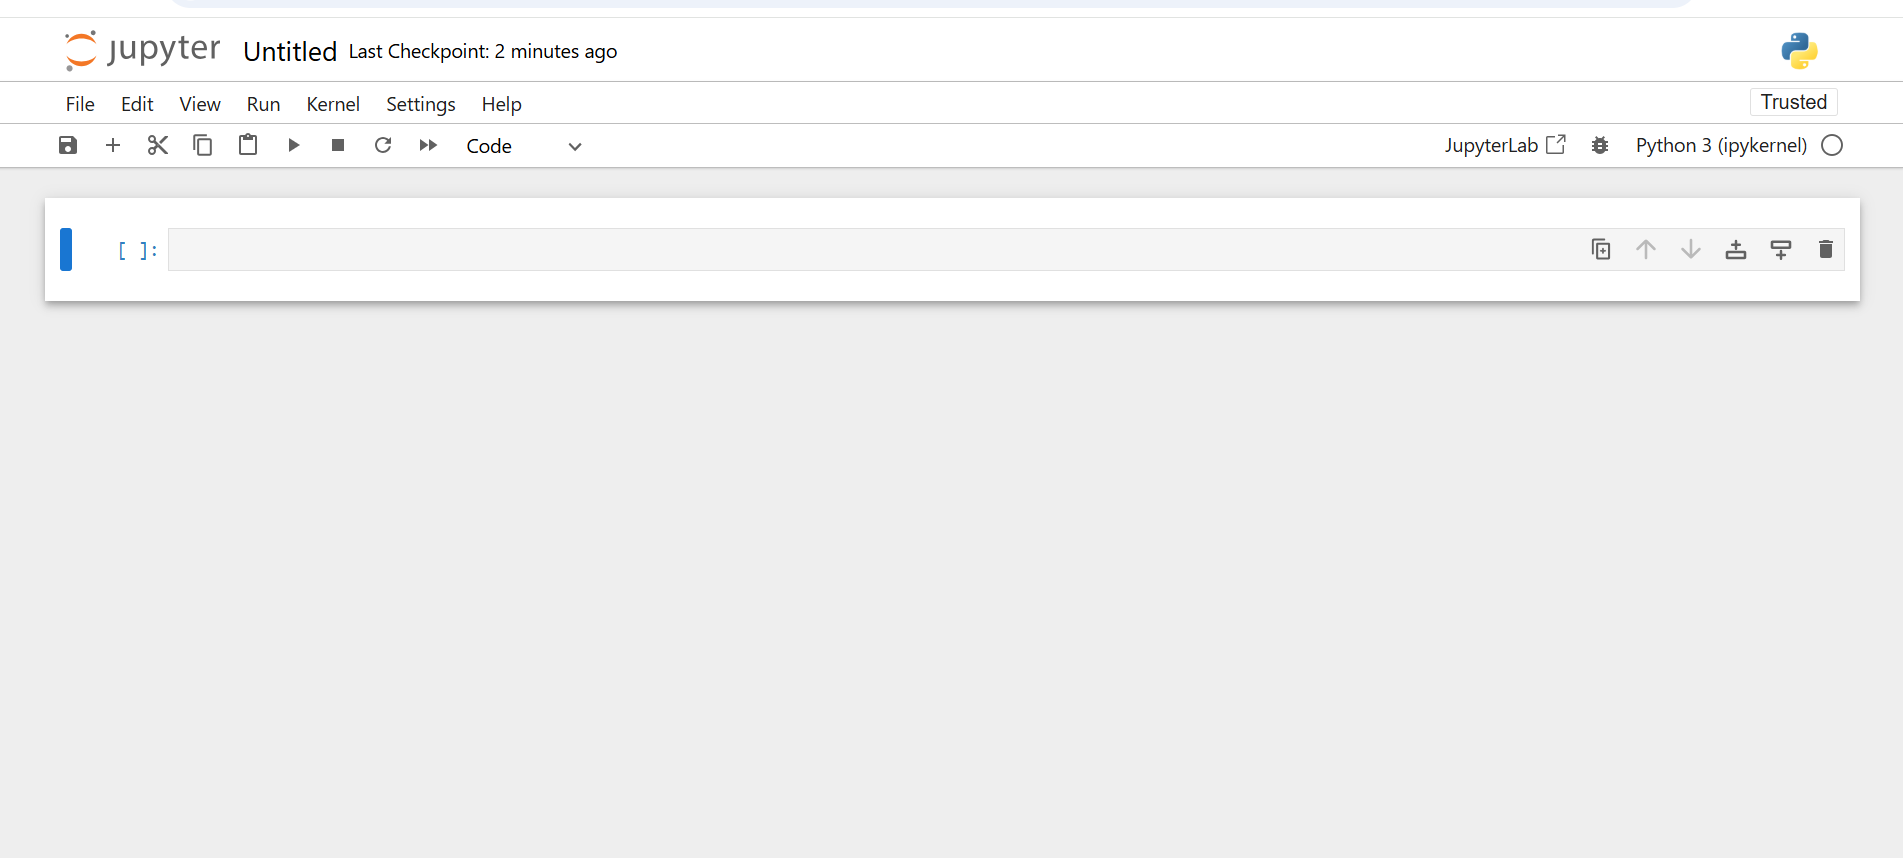 jupyter Untitled Last Checkpoint: 2 minutes ago
File Edit View Run Kernel Settings Help
Trusted
Code JupyterLab Python 3 (ipykernel)
[ ]: